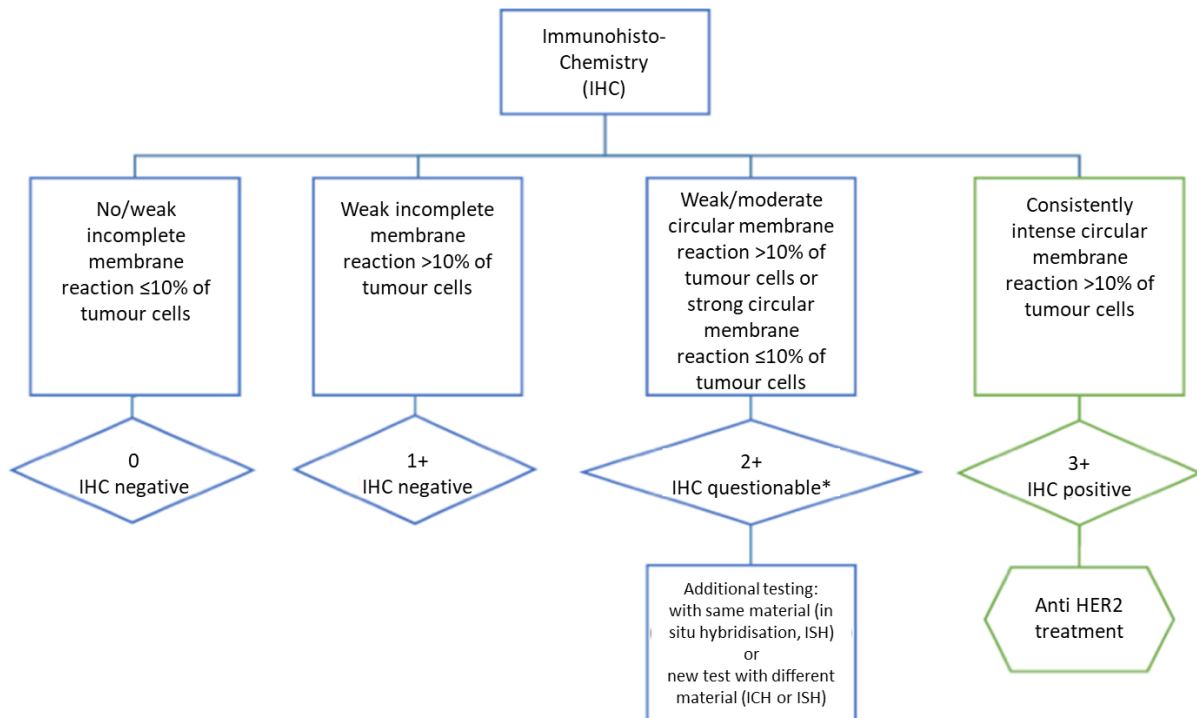 Immunohisto-
Chemistry
(IHC)
No/weak
incomplete
membrane
reaction ≤10% of
tumour cells
Weak incomplete
membrane
reaction >10% of
tumour cells
Weak/moderate
circular membrane
reaction >10% of
tumour cells or
strong circular
membrane
reaction ≤10% of
tumour cells
Consistently
intense circular
membrane
reaction >10% of
tumour cells
0
IHC negative
1+
IHC negative
2+
IHC questionable*
3+
IHC positive
Additional testing:
with same material (in
situ hybridisation, ISH)
or
new test with different
material (ICH or ISH)
Anti HER2
treatment